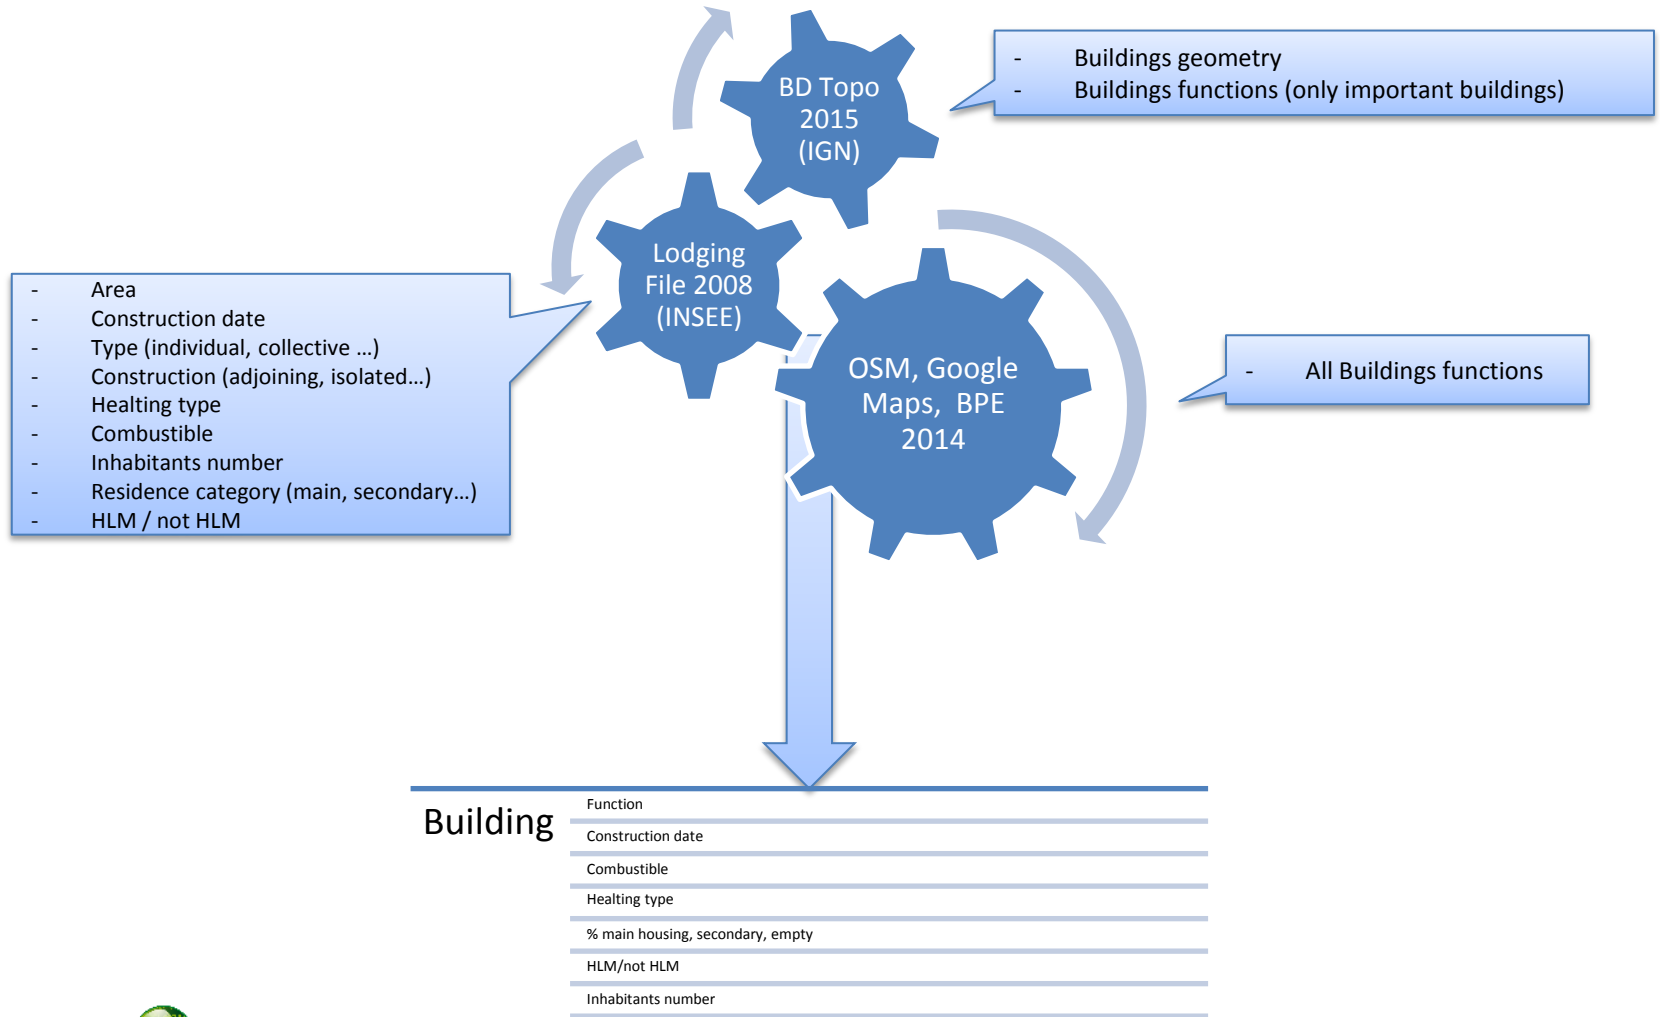 BD Topo
2015
(IGN)
- Buildings geometry
- Buildings functions (only important buildings)
Lodging
File 2008
(INSEE)
- Area
- Construction date
- Type (individual, collective …)
- Construction (adjoining, isolated…)
- Healting type
- Combustible
- Inhabitants number
- Residence category (main, secondary…)
- HLM / not HLM
OSM, Google
Maps, BPE
2014
- All Buildings functions
Building
Function
Construction date
Combustible
Healting type
% main housing, secondary, empty
HLM/not HLM
Inhabitants number